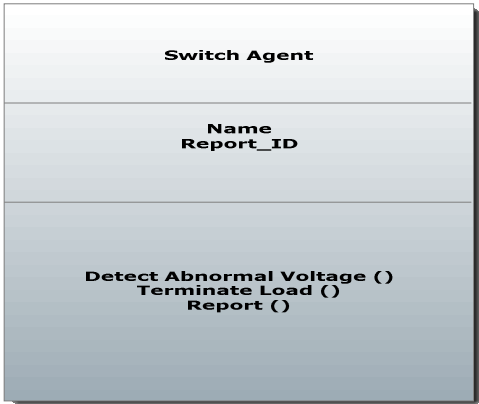 Switch Agent
Name
Report_ID
Detect Abnormal Voltage ()
Terminate Load ()
Report ()